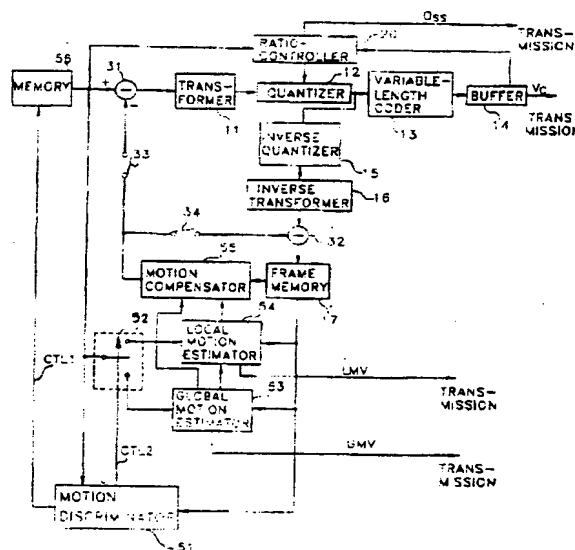 Qss
TRANS-
MISSION
RATIO-
CONTROLLER
20
56
31
12
MEMORY
+
TRANS-
FORMER
QUANTIZER
VARIABLE-
LENGTH
CODER
BUFFER
Vc
11
13
14
TRANS-
MISSION
33
INVERSE
QUANTIZER
15
INVERSE
TRANSFORMER
16
34
32
55
MOTION
COMPENSATOR
FRAME
MEMORY
17
54
52
LOCAL
MOTION
ESTIMATOR
CTL1
LMV
TRANS-
MISSION
53
GLOBAL
MOTION
ESTIMATOR
GMV
TRANS-
MISSION
CTL2
MOTION
DISCRIMINATOR
51